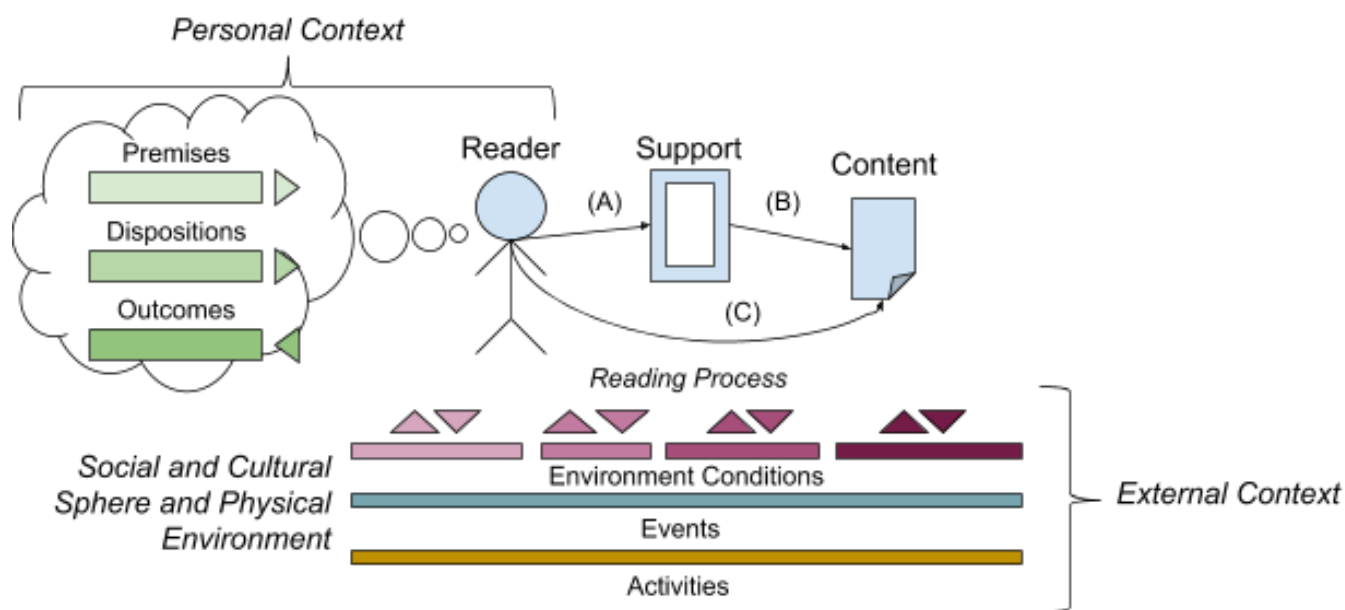 Personal Context
Premises
Dispositions
Outcomes
Reader
Support
Content
(A)
(B)
(C)
Reading Process
Environment Conditions
Events
Activities
Social and Cultural
Sphere and Physical
Environment
External Context